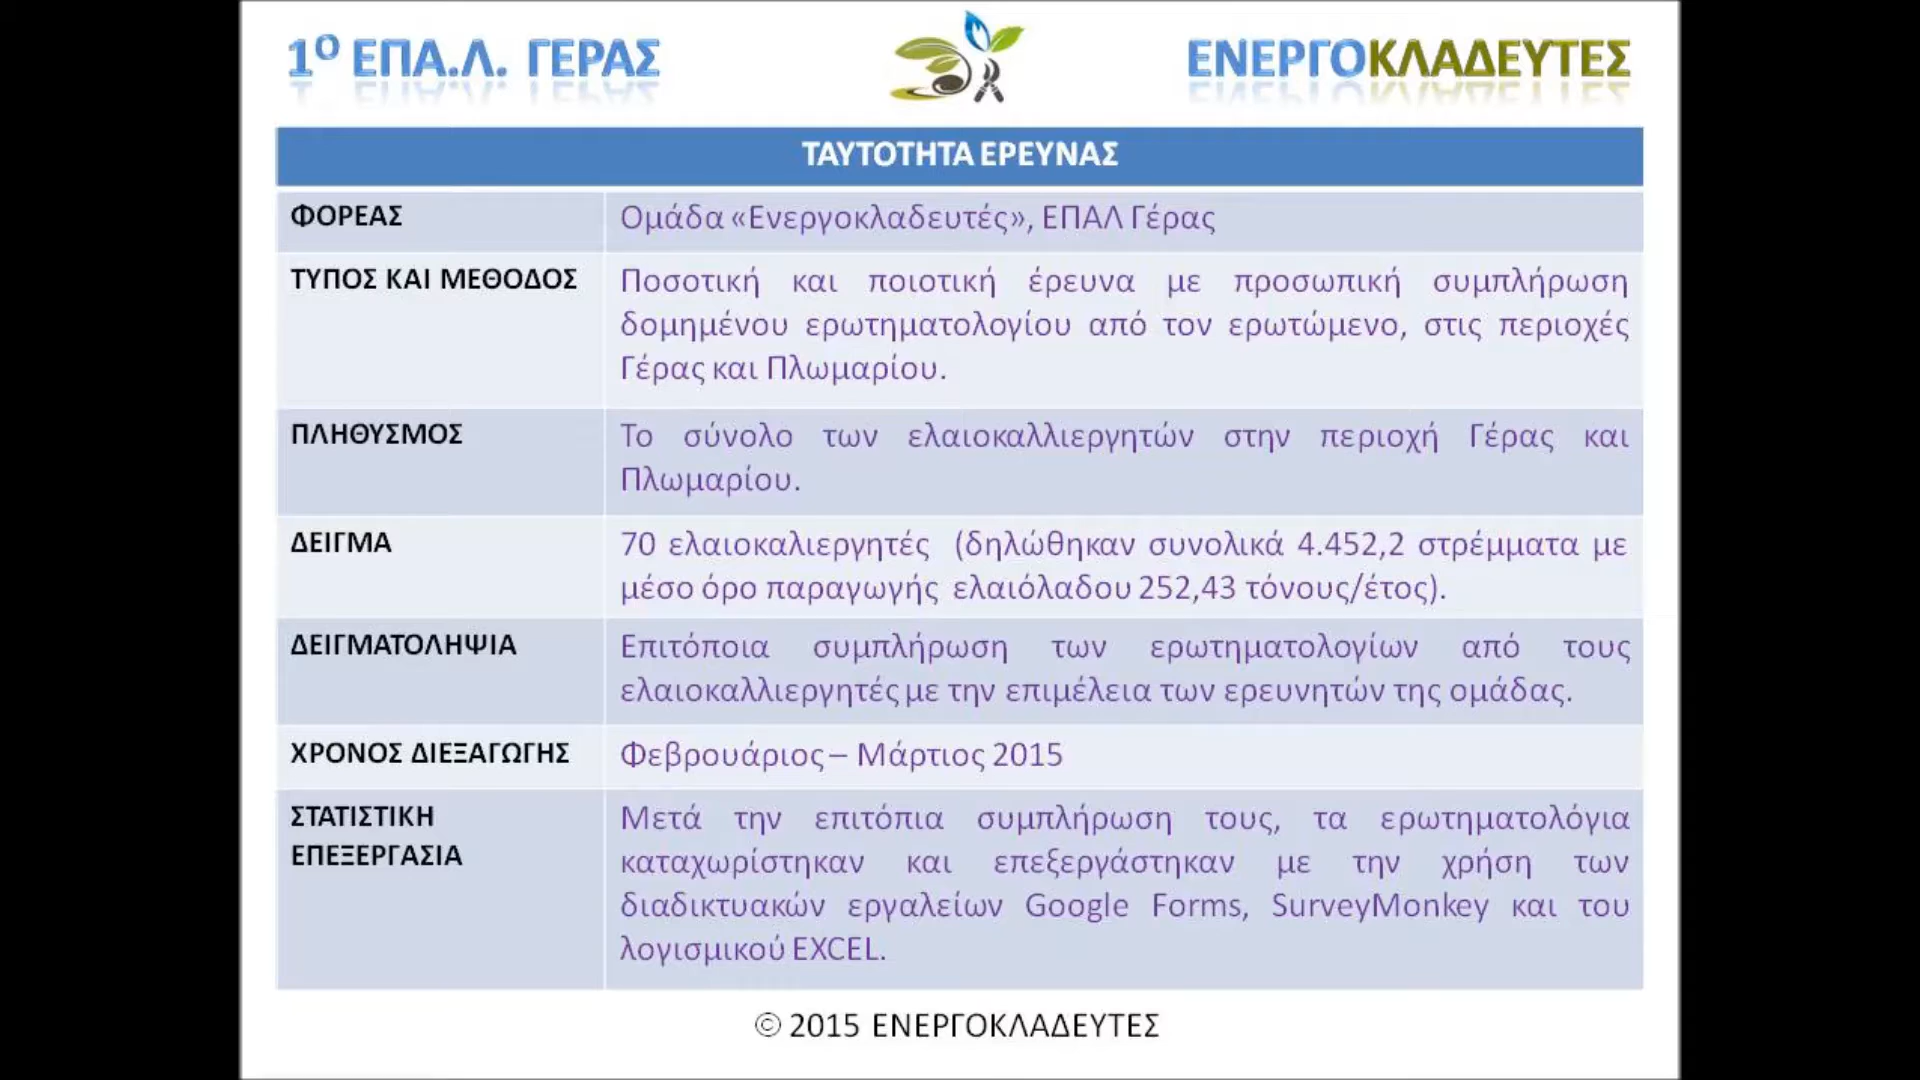 1Ο ΕΠΑ.Λ. ΓΕΡΑΣ
ΕΝΕΡΓΟΚΛΑΔΕΥΤΕΣ
ΤΑΥΤΟΤΗΤΑ ΕΡΕΥΝΑΣ
ΦΟΡΕΑΣ
Ομάδα «Ενεργοκλαδευτές», ΕΠΑΛ Γέρας
ΤΥΠΟΣ ΚΑΙ ΜΕΘΟΔΟΣ
Ποσοτική και ποιοτική έρευνα με προσωπική συμπλήρωση
δομημένου ερωτηματολογίου από τον ερωτώμενο, στις περιοχές
Γέρας και Πλωμαρίου.
ΠΛΗΘΥΣΜΟΣ
Το σύνολο των ελαιοκαλλιεργητών στην περιοχή Γέρας και
Πλωμαρίου.
ΔΕΙΓΜΑ
70 ελαιοκαλιεργητές (δηλώθηκαν συνολικά 4.452,2 στρέμματα με
μέσο όρο παραγωγής ελαιόλαδου 252,43 τόνους/έτος).
ΔΕΙΓΜΑΤΟΛΗΨΙΑ
Επιτόποια συμπλήρωση των ερωτηματολογίων από τους
ελαιοκαλλιεργητές με την επιμέλεια των ερευνητών της ομάδας.
ΧΡΟΝΟΣ ΔΙΕΞΑΓΩΓΗΣ
Φεβρουάριος – Μάρτιος 2015
ΣΤΑΤΙΣΤΙΚΗ
ΕΠΕΞΕΡΓΑΣΙΑ
Μετά την επιτόπια συμπλήρωση τους, τα ερωτηματολόγια
καταχωρίστηκαν και επεξεργάστηκαν με την χρήση των
διαδικτυακών εργαλείων Google Forms, SurveyMonkey και του
λογισμικού EXCEL.
© 2015 ΕΝΕΡΓΟΚΛΑΔΕΥΤΕΣ